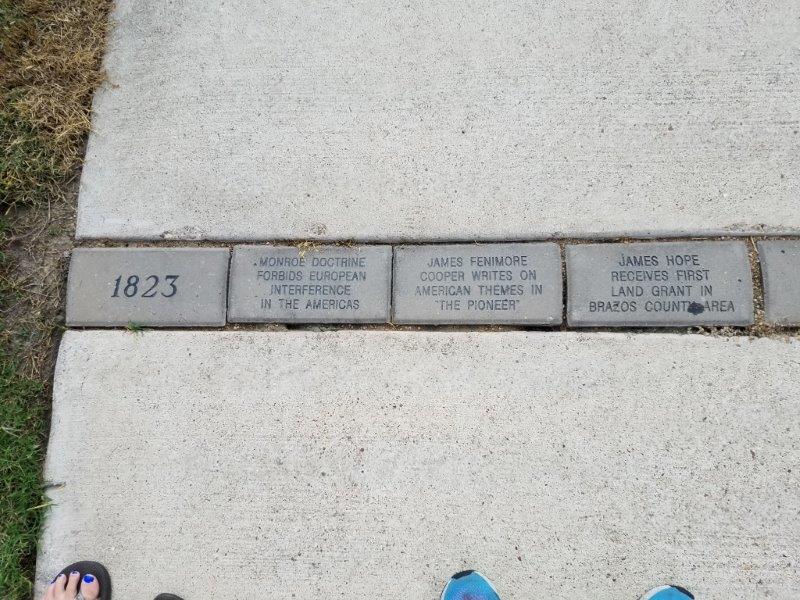 1823
MONROE DOCTRINE
FORBIDS EUROPEAN
INTERFERENCE
IN THE AMERICAS
JAMES FENIMORE
COOPER WRITES ON
AMERICAN THEMES IN
"THE PIONEER"
JAMES HOPE
RECEIVES FIRST
LAND GRANT IN
BRAZOS COUNTY AREA